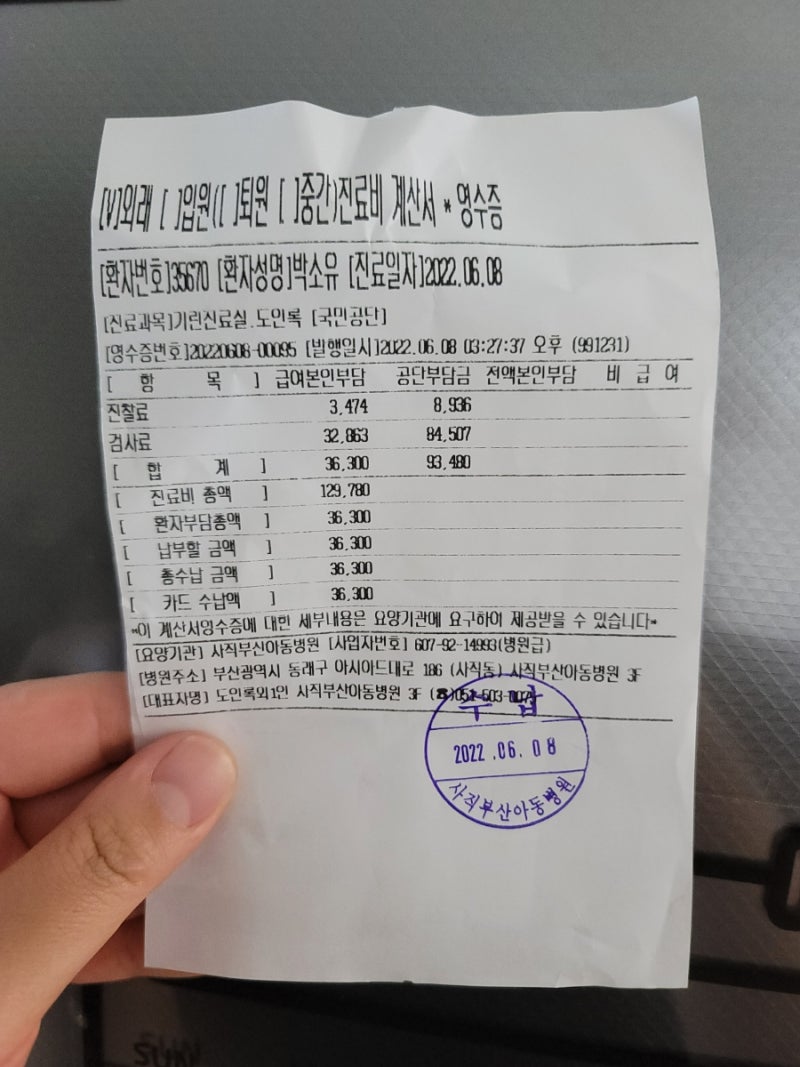 [V]외래 [ ]입원([ ]퇴원 [ ]중간)진료비 계산서 * 영수증
[환자번호]35670 [환자성명]박소유 [진료일자]2022.06.08
[진료과목]기린진료실.도인록 [국민공단]
[영수증번호]20220608-00095 [발행일시]2022.06.08 03:27:37 오후 (991231)
[ 항 목 ] 급여본인부담 공단부담금 전액본인부담 비 급 여
진찰료 3,474 8,936
검사료 32,863 84,507
[ 합 계 ] 36,300 93,480
[ 진료비 총액 ] 129,780
[ 환자부담총액 ] 36,300
[ 납부할 금액 ] 36,300
[ 총수납 금액 ] 36,300
[ 카드 수납액 ] 36,300
*이 계산서영수증에 대한 세부내용은 요양기관에 요구하여 제공받을 수 있습니다*
[요양기관] 사직부산아동병원 [사업자번호] 607-92-14993(병원급)
[병원주소] 부산광역시 동래구 아시아드대로 186 (사직동) 사직부산아동병원 3F
[대표자명] 도인록외1인 사직부산아동병원 3F (☎)051-503-
수 납
2022.06.08
사직부산아동병원